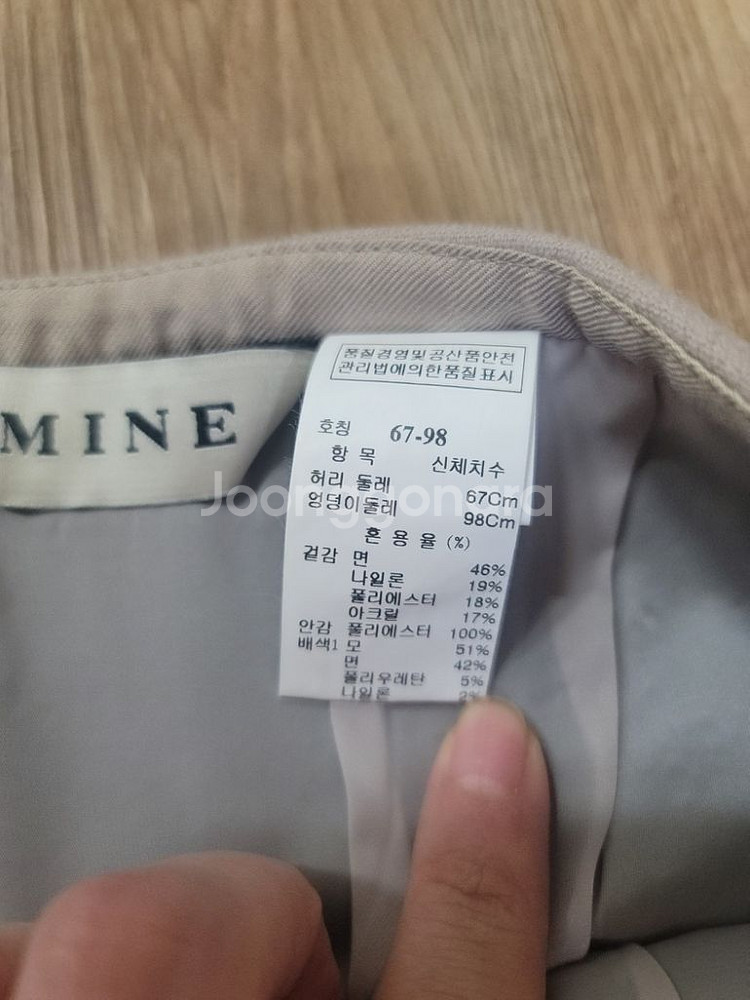 MINE
품질경영및공산품안전
관리법에의한품질표시
호칭 67-98
항 목 신체치수
허리 둘레 67Cm
엉덩이둘레 98Cm
혼 용 율 (%)
겉감 면 46%
나일론 19%
폴리에스터 18%
아크릴 17%
안감 폴리에스터 100%
배색1 모 51%
면 42%
폴리우레탄 5%
나일론 2%
Joonggonara